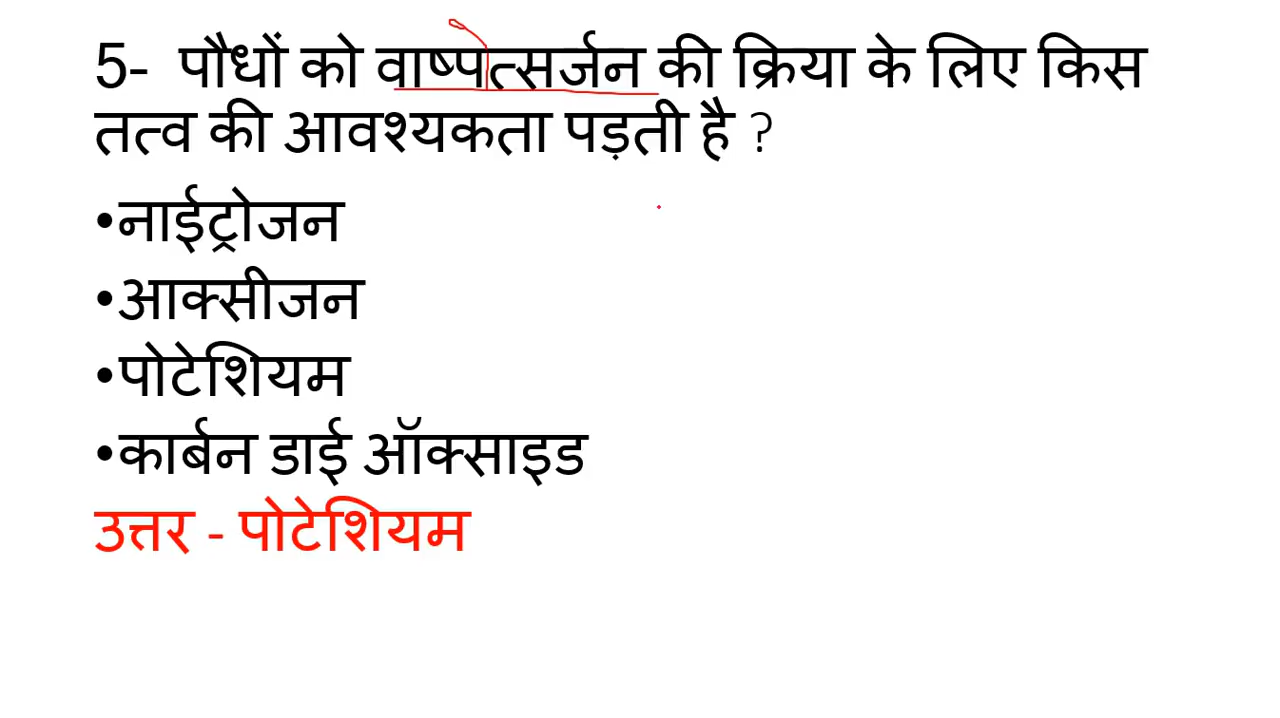 5- पौधों को वाष्पोत्सर्जन की क्रिया के लिए किस
तत्व की आवश्यकता पड़ती है ?
•नाईट्रोजन
•आक्सीजन
•पोटेशियम
•कार्बन डाई ऑक्साइड
उत्तर - पोटेशियम